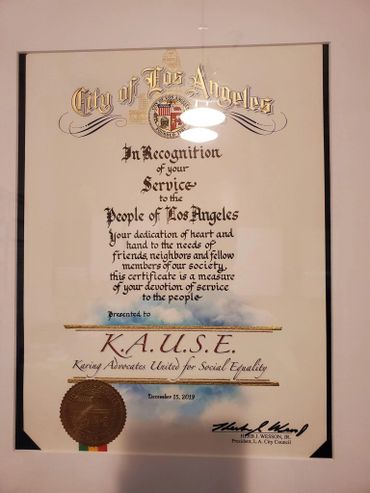 City of Los Angeles
In Recognition
of your
Service
to the
People of Los Angeles
Your dedication of heart and
hand to the needs of
friends, neighbors and fellow
members of our society,
this certificate is a measure
of your devotion of service
to the people
Presented to
K.A.U.S.E.
Karing Advocates United for Social Equality
December 15, 2019
HERB J. WESSON, JR.
President, L.A. City Council